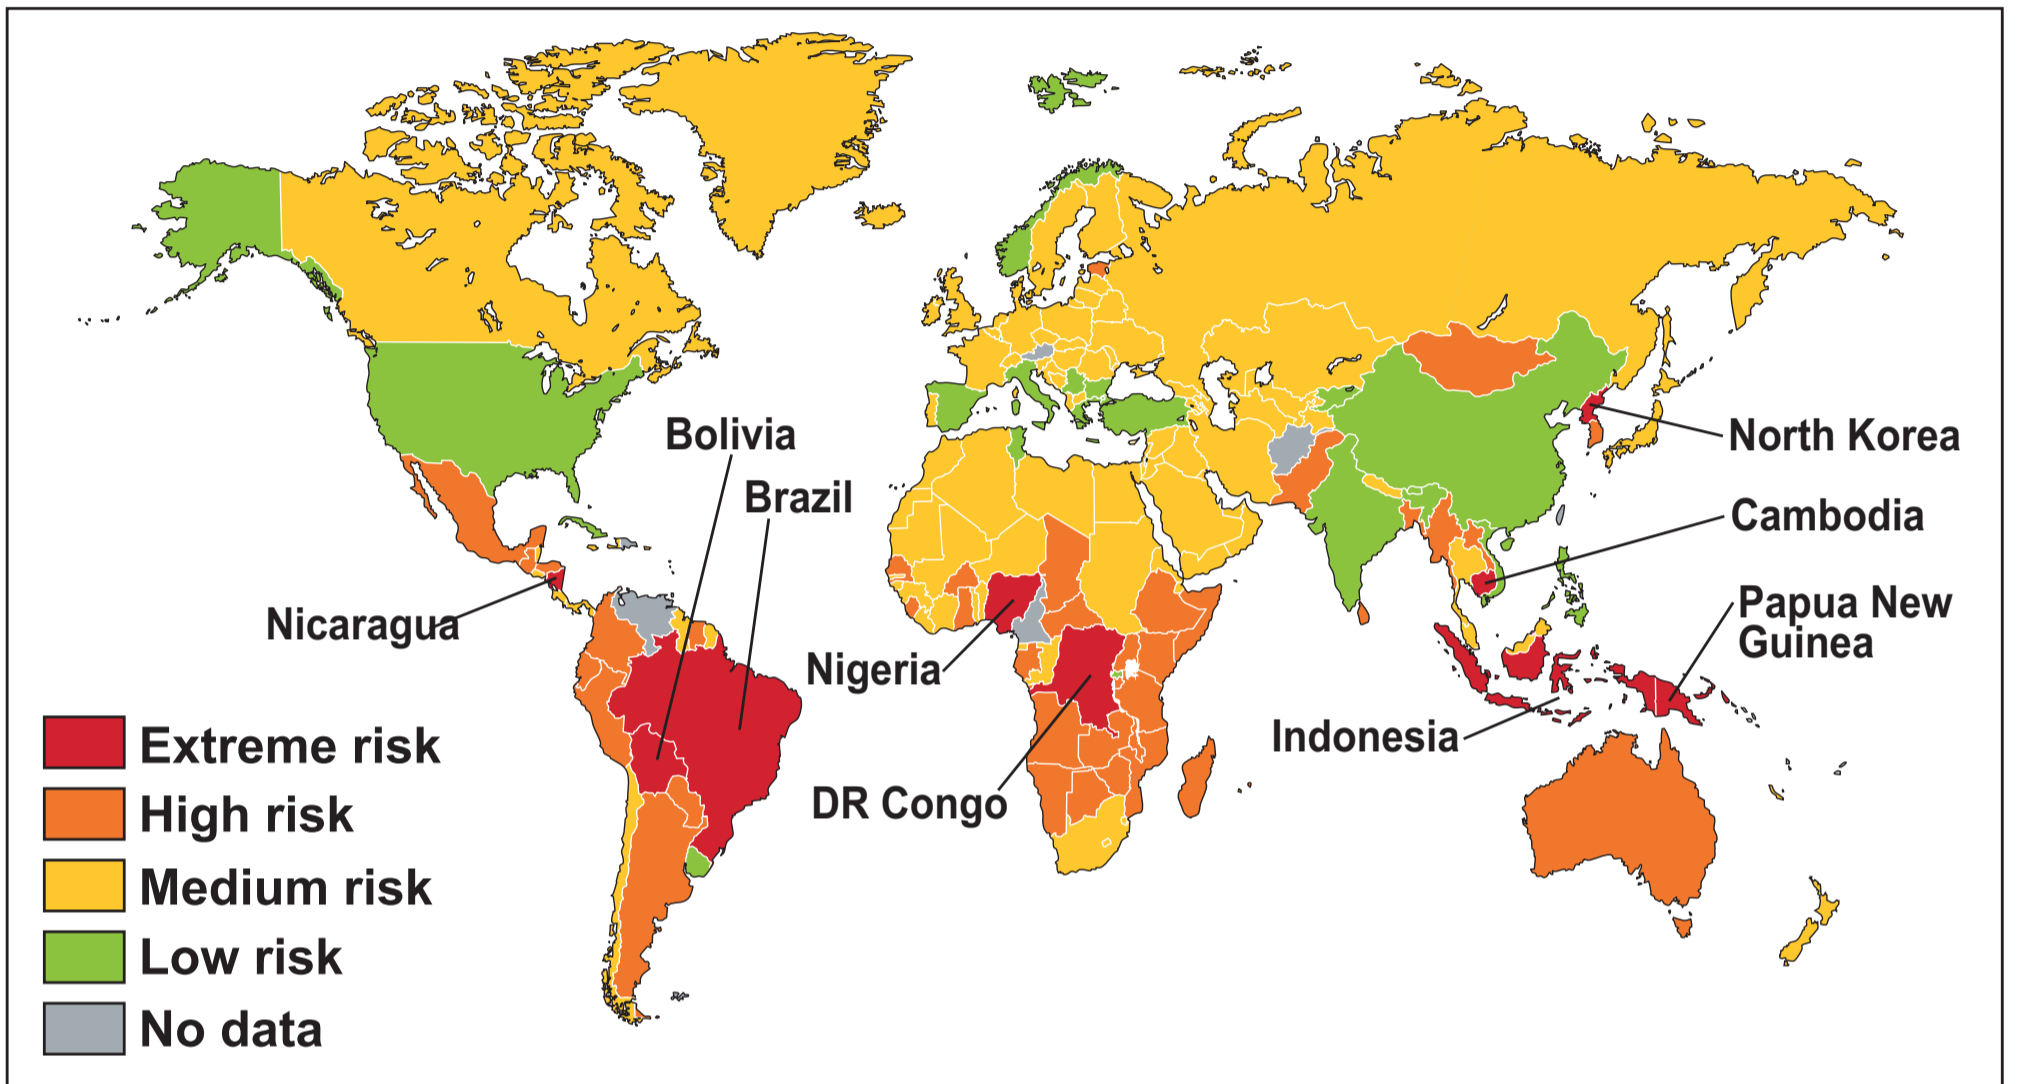 Bolivia
Brazil
North Korea
Cambodia
Papua New
Guinea
Nicaragua
Nigeria
Indonesia
DR Congo
Extreme risk
High risk
Medium risk
Low risk
No data